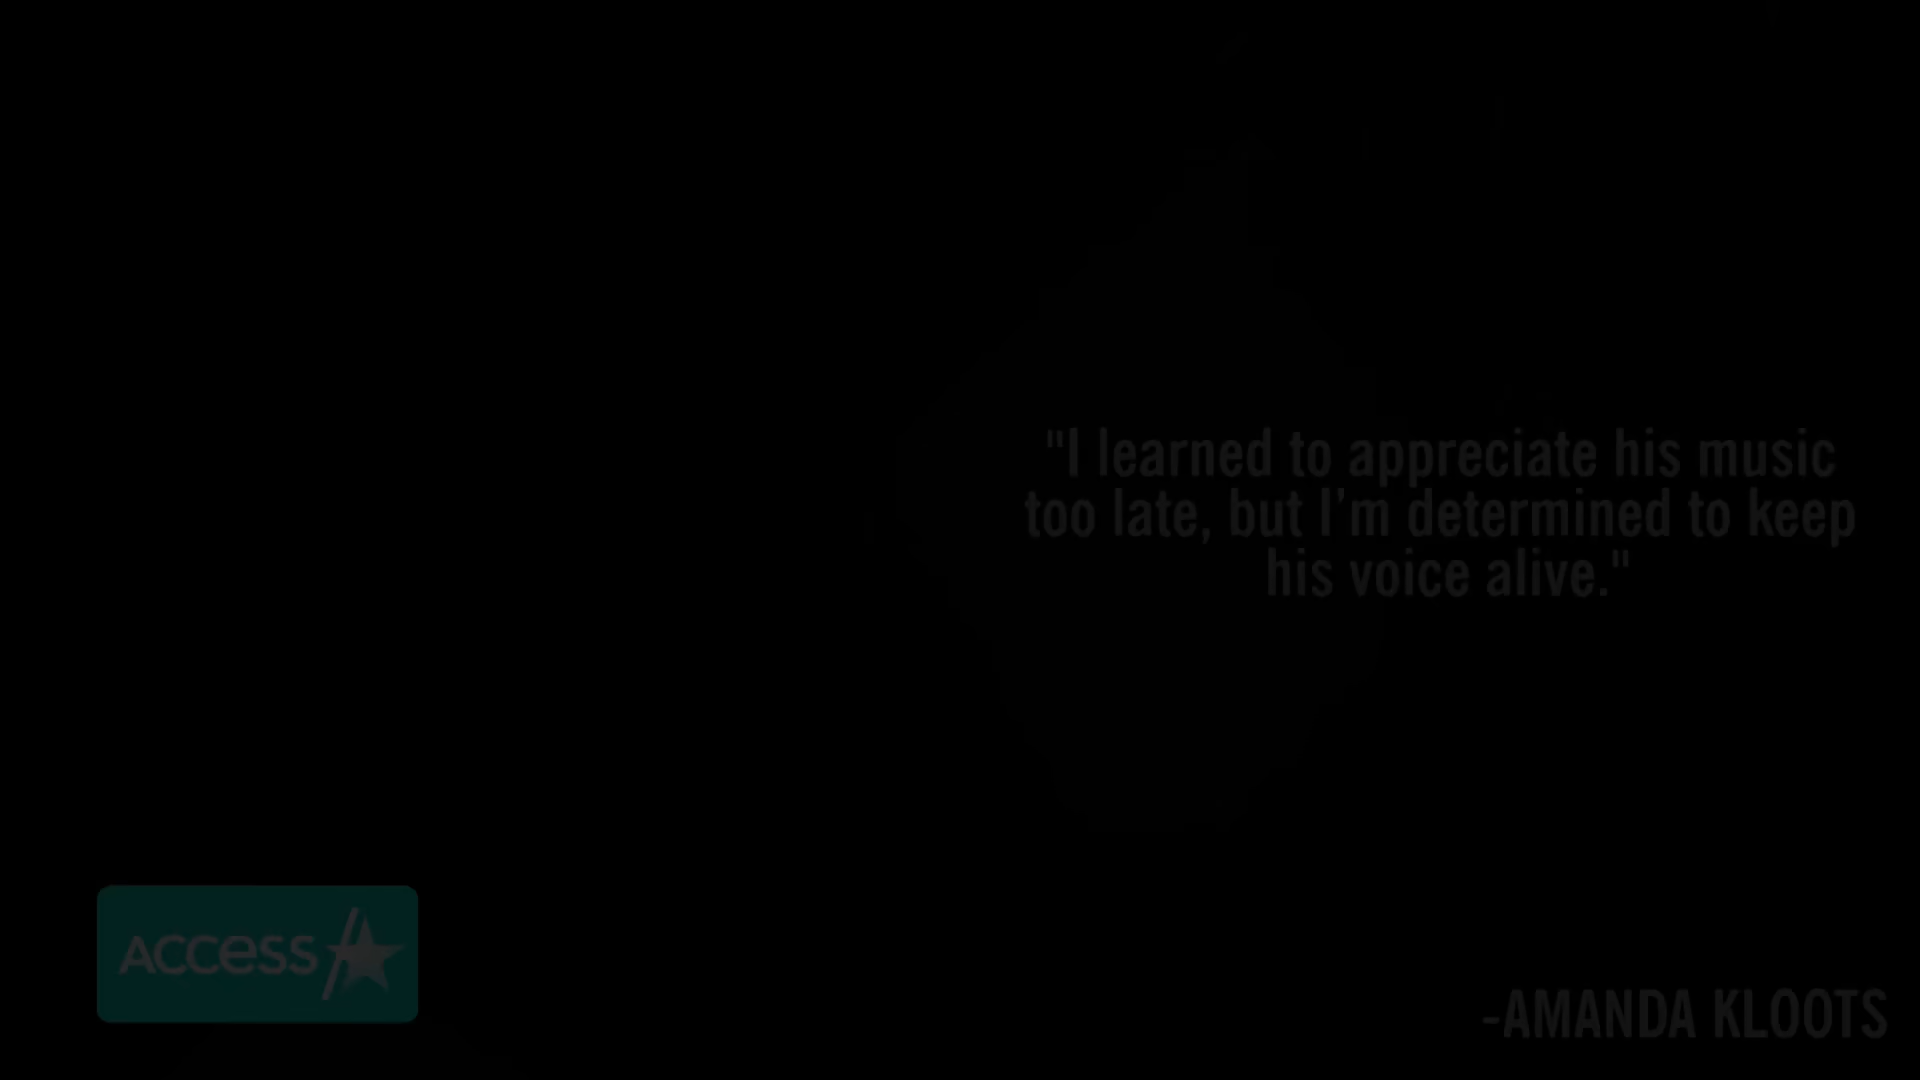 "I learned to appreciate his music
too late, but I'm determined to keep
his voice alive."
ACCESS
-AMANDA KLOOTS